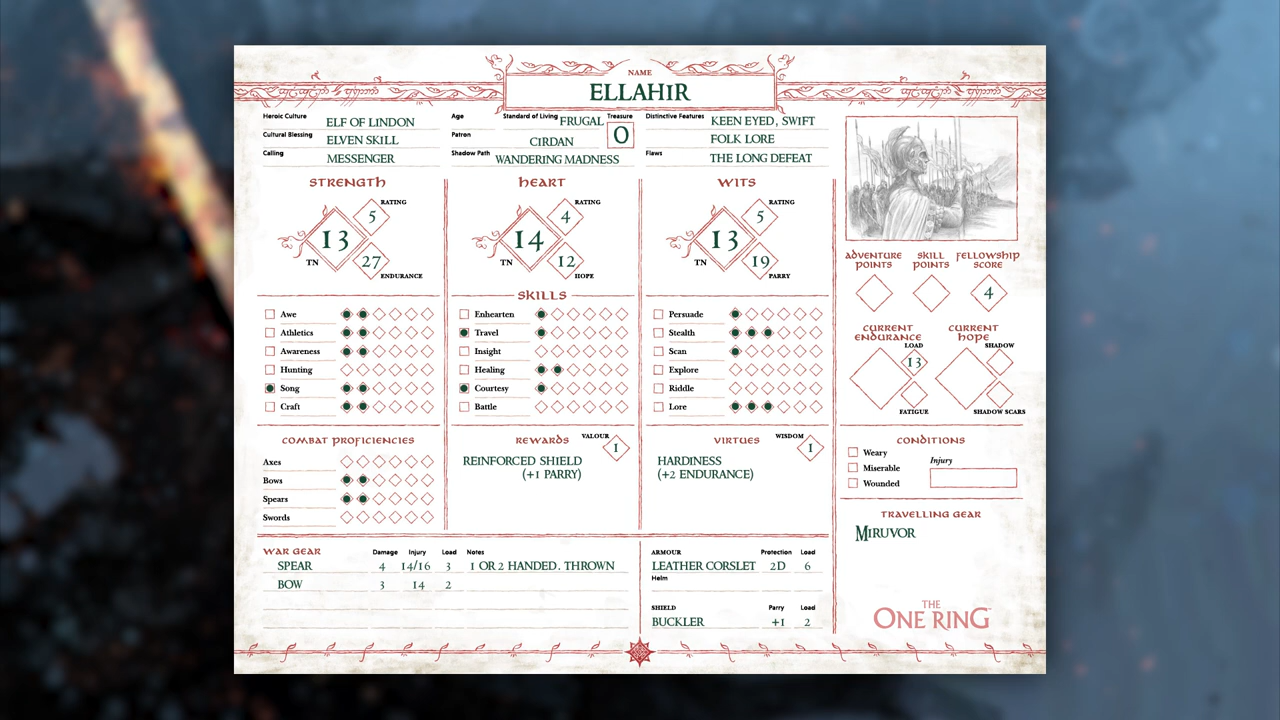 NAME
ELLAHIR
Heroic Culture ELF OF LINDON
Cultural Blessing ELVEN SKILL
Calling MESSENGER
Age Standard of Living FRUGAL Treasure 0
Patron CIRDAN
Shadow Path WANDERING MADNESS
Distinctive Features KEEN EYED, SWIFT
FOLK LORE
Flaws THE LONG DEFEAT
STRENGTH
RATING 5
TN 13
27 ENDURANCE
HEART
RATING 4
TN 14
12 HOPE
WITS
RATING 5
TN 13
19 PARRY
ADVENTURE POINTS
SKILL POINTS
FELLOWSHIP SCORE
4
SKILLS
Awe
Athletics
Awareness
Hunting
Song
Craft
Enhearten
Travel
Insight
Healing
Courtesy
Battle
Persuade
Stealth
Scan
Explore
Riddle
Lore
CURRENT ENDURANCE
LOAD
13
FATIGUE
CURRENT HOPE
SHADOW
SHADOW SCARS
COMBAT PROFICIENCIES
Axes
Bows
Spears
Swords
REWARDS VALOUR 1
REINFORCED SHIELD
(+1 PARRY)
VIRTUES WISDOM 1
HARDINESS
(+2 ENDURANCE)
CONDITIONS
Weary
Miserable
Wounded
Injury
TRAVELLING GEAR
MIRUVOR
WAR GEAR Damage Injury Load Notes
SPEAR 4 14/16 3 1 OR 2 HANDED. THROWN
BOW 3 14 2
ARMOUR Protection Load
LEATHER CORSLET 2D 6
Helm
SHIELD Parry Load
BUCKLER +1 2
THE
ONE RING™